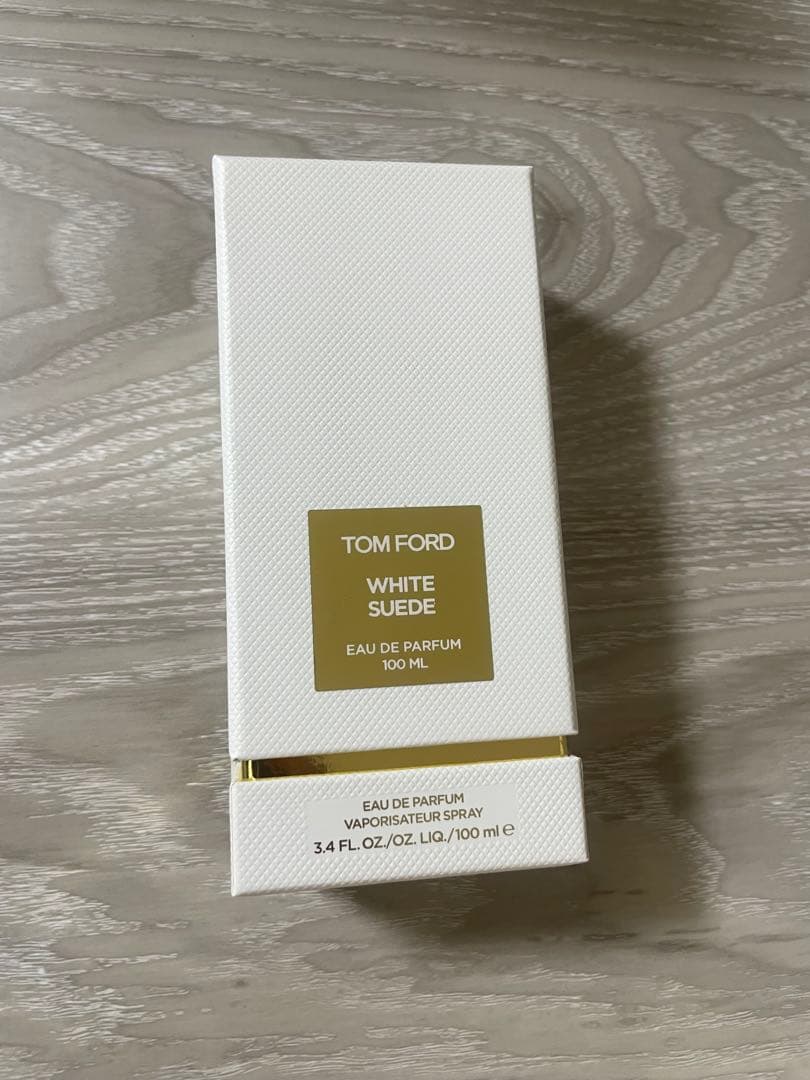 TOM FORD
WHITE
SUEDE
EAU DE PARFUM
100 ML
EAU DE PARFUM
VAPORISATEUR SPRAY
3.4 FL. OZ./OZ. LIQ./100 ml ℮